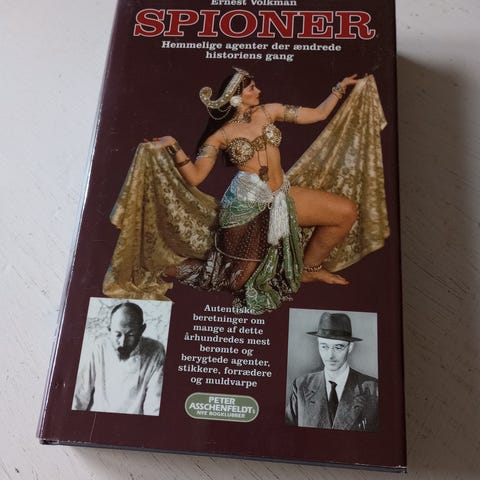 Ernest Volkman
SPIONER
Hemmelige agenter der ændrede
historiens gang
Autentiske
beretninger om
mange af dette
århundredes mest
berømte og
berygtede agenter,
stikkere, forrædere
og muldvarpe
PETER
ASSCHENFELDTs
NYE BOGKLUBBER